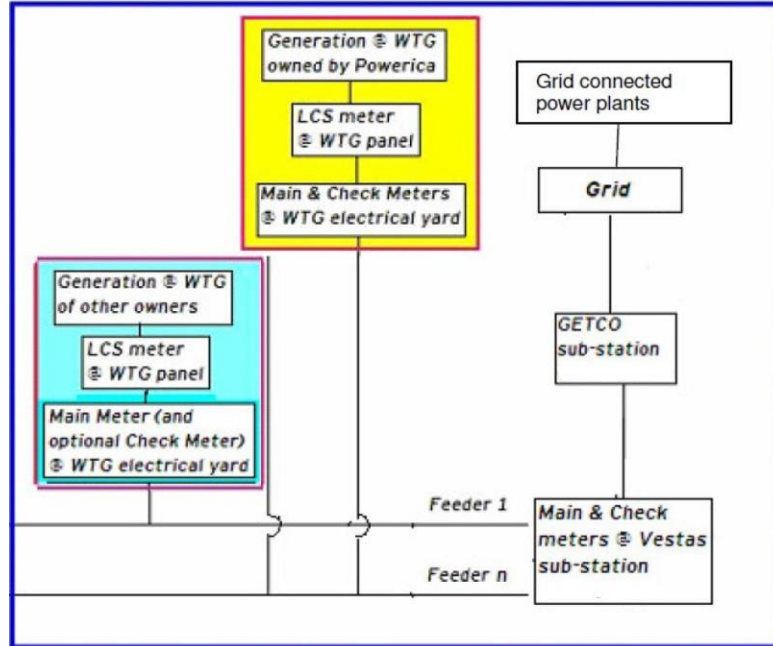 Generation @ WTG
owned by Powerica
LCS meter
@ WTG panel
Main & Check Meters
@ WTG electrical yard
Grid connected
power plants
Grid
Generation @ WTG
of other owners
LCS meter
@ WTG panel
Main Meter (and
optional Check Meter)
@ WTG electrical yard
GETCO
sub-station
Feeder 1
Feeder n
Main & Check
meters @ Vestas
sub-station